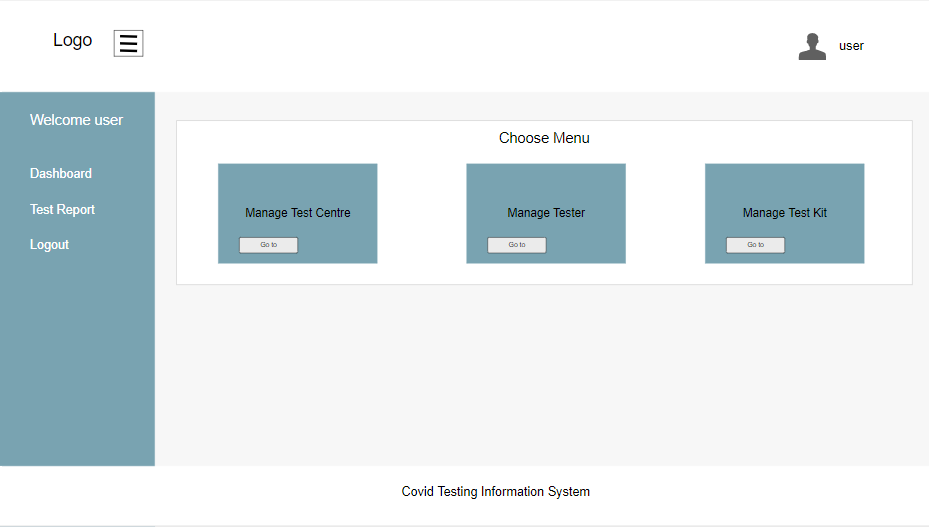 Logo
user
Welcome user
Dashboard
Test Report
Logout
Choose Menu
Manage Test Centre
Go to
Manage Tester
Go to
Manage Test Kit
Go to
Covid Testing Information System